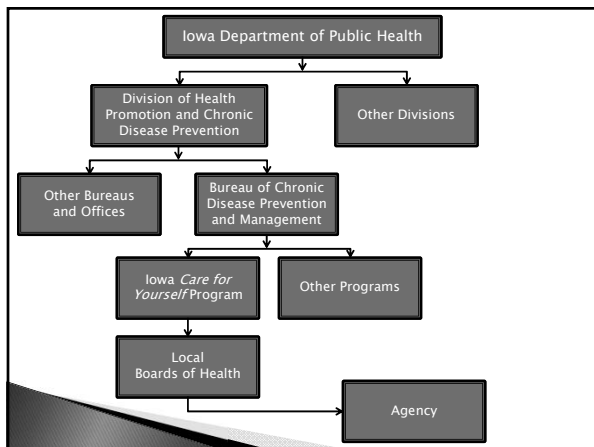 Iowa Department of Public Health
Division of Health
Promotion and Chronic
Disease Prevention
Other Divisions
Other Bureaus
and Offices
Bureau of Chronic
Disease Prevention
and Management
Iowa Care for
Yourself Program
Other Programs
Local
Boards of Health
Agency